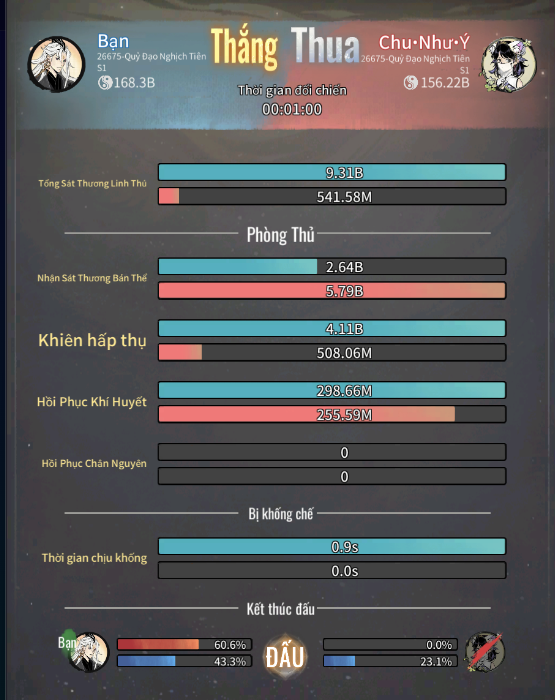 Bạn
26675-Quỷ Đạo Nghịch Tiên
S1
168.3B
Thắng
Thua
Chu·Như·Ý
26675-Quỷ Đạo Nghịch Tiên
S1
156.22B
Thời gian đối chiến
00:01:00
Tổng Sát Thương Linh Thú
9.31B
541.58M
Phòng Thủ
Nhận Sát Thương Bản Thể
2.64B
5.79B
Khiên hấp thụ
4.11B
508.06M
Hồi Phục Khí Huyết
298.66M
255.59M
Hồi Phục Chân Nguyên
0
0
Bị khống chế
Thời gian chịu khống
0.9s
0.0s
Kết thúc đấu
Bạn
60.6%
43.3%
ĐẤU
0.0%
23.1%